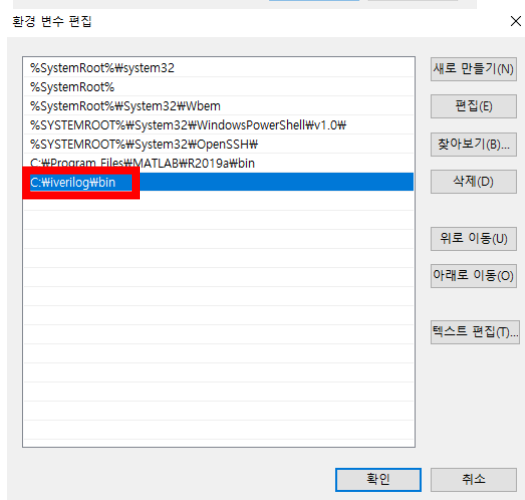 환경 변수 편집
%SystemRoot%₩system32
%SystemRoot%
%SystemRoot%₩System32₩Wbem
%SYSTEMROOT%₩System32₩WindowsPowerShell₩v1.0₩
%SYSTEMROOT%₩System32₩OpenSSH₩
C:₩Program Files₩MATLAB₩R2019a₩bin
C:₩iverilog₩bin
새로 만들기(N)
편집(E)
찾아보기(B)...
삭제(D)
위로 이동(U)
아래로 이동(O)
텍스트 편집(T)...
확인
취소